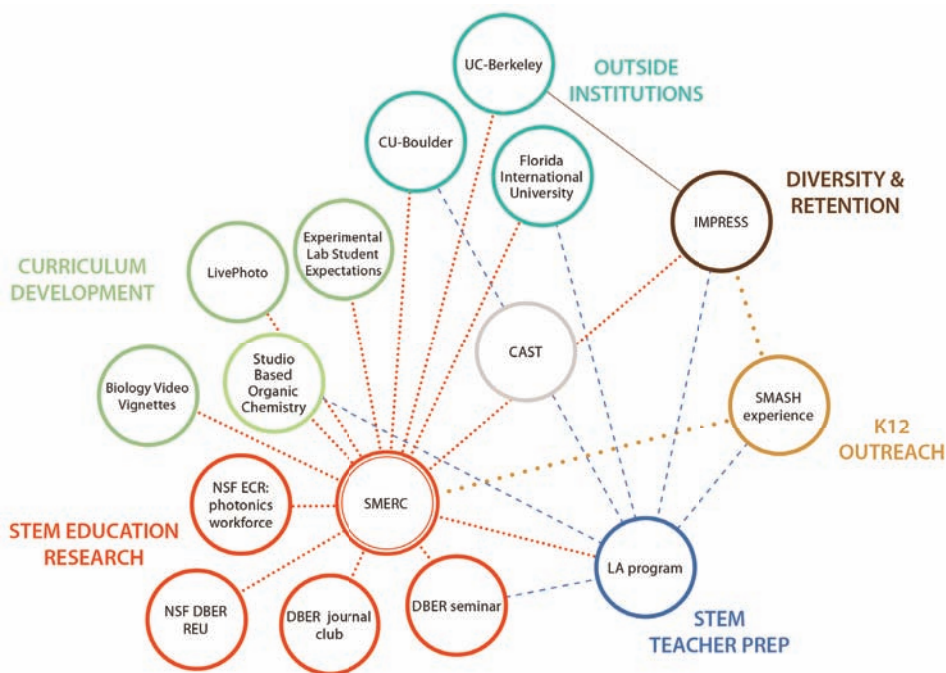 UC-Berkeley
OUTSIDE
INSTITUTIONS
CU-Boulder
Florida
International
University
DIVERSITY &
RETENTION
IMPRESS
Experimental
Lab Student
Expectations
CURRICULUM
DEVELOPMENT
LivePhoto
CAST
Studio
Based
Organic
Chemistry
Biology Video
Vignettes
SMASH
experience
K12
OUTREACH
NSF ECR:
photonics
workforce
SMERC
STEM EDUCATION
RESEARCH
LA program
NSF DBER
REU
DBER journal
club
DBER seminar
STEM
TEACHER PREP